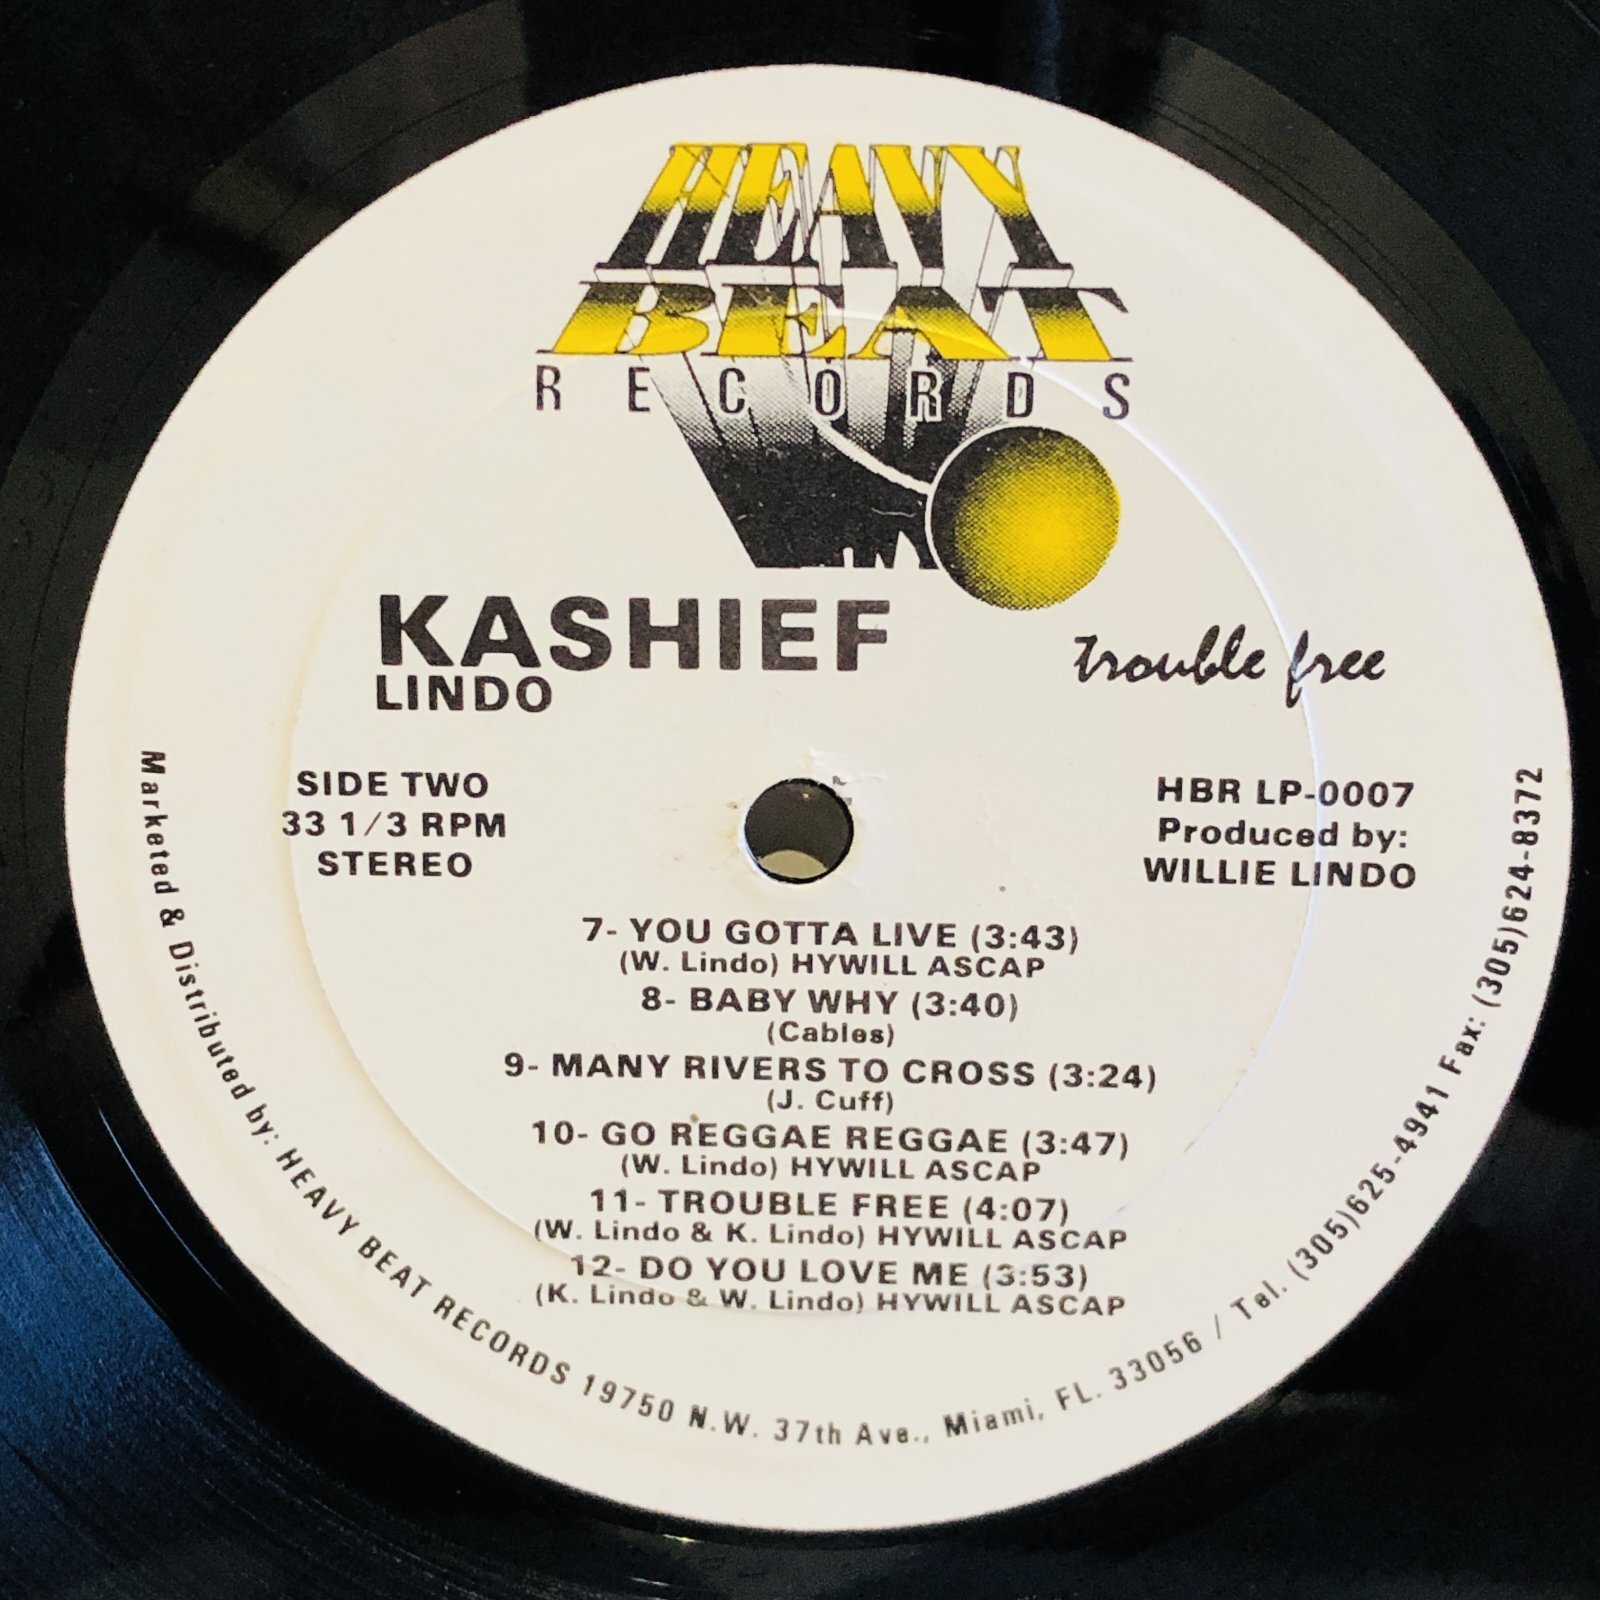 HEAVY
BEAT
RECORDS
KASHIEF
LINDO
trouble free
SIDE TWO
33 1/3 RPM
STEREO
HBR LP-0007
Produced by:
WILLIE LINDO
7- YOU GOTTA LIVE (3:43)
(W. Lindo) HYWILL ASCAP
8- BABY WHY (3:40)
(Cables)
9- MANY RIVERS TO CROSS (3:24)
(J. Cuff)
10- GO REGGAE REGGAE (3:47)
(W. Lindo) HYWILL ASCAP
11- TROUBLE FREE (4:07)
(W. Lindo & K. Lindo) HYWILL ASCAP
12- DO YOU LOVE ME (3:53)
(K. Lindo & W. Lindo) HYWILL ASCAP
Marketed & Distributed by: HEAVY BEAT RECORDS 19750 N.W. 37th Ave., Miami, FL. 33056 / Tel. (305)625-4941 Fax: (305)624-8372